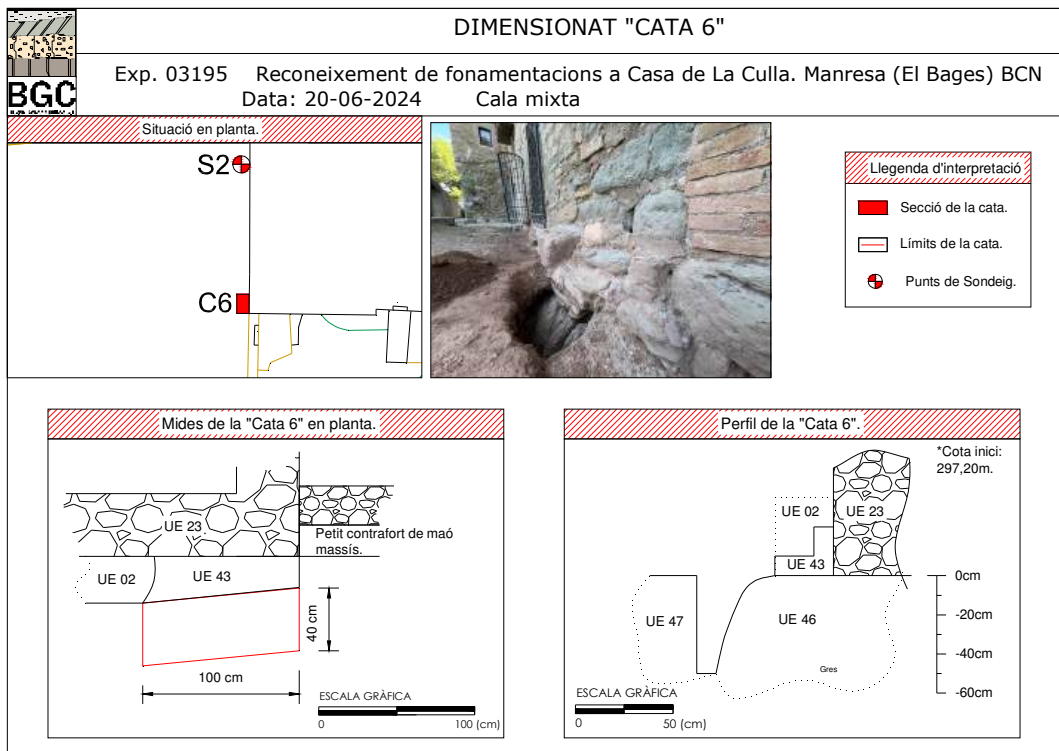 DIMENSIONAT "CATA 6"
BGC
Exp. 03195 Reconeixement de fonamentacions a Casa de La Culla. Manresa (El Bages) BCN
Data: 20-06-2024 Cala mixta
Situació en planta.
S2
C6
Llegenda d'interpretació
Secció de la cata.
Límits de la cata.
Punts de Sondeig.
Mides de la "Cata 6" en planta.
UE 23
Petit contrafort de maó
massís.
UE 02
UE 43
40 cm
100 cm
ESCALA GRÀFICA
0 100 (cm)
Perfil de la "Cata 6".
*Cota inici:
297,20m.
UE 02
UE 23
UE 43
0cm
-20cm
UE 47
UE 46
-40cm
Gres
-60cm
ESCALA GRÀFICA
0 50 (cm)